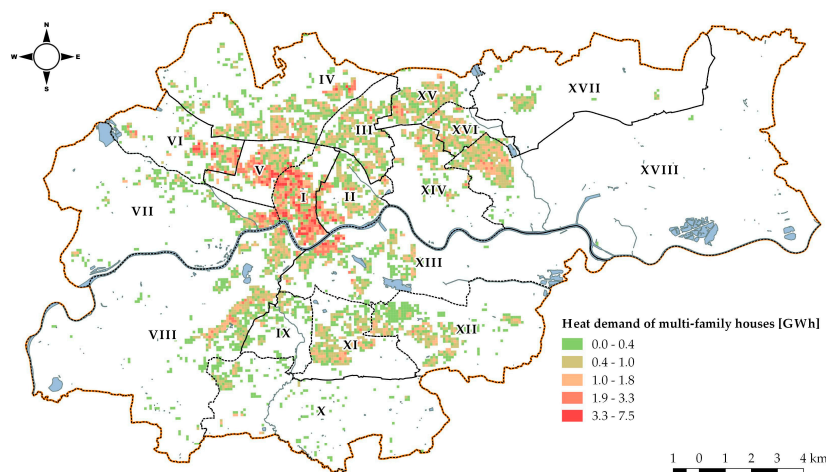 N
W E
S
IV
XV
XVII
III
XVI
VI
V
XVIII
I
II
XIV
VII
XIII
VIII
IX
XII
XI
X
Heat demand of multi-family houses [GWh]
0.0 - 0.4
0.4 - 1.0
1.0 - 1.8
1.9 - 3.3
3.3 - 7.5
1 0 1 2 3 4 km